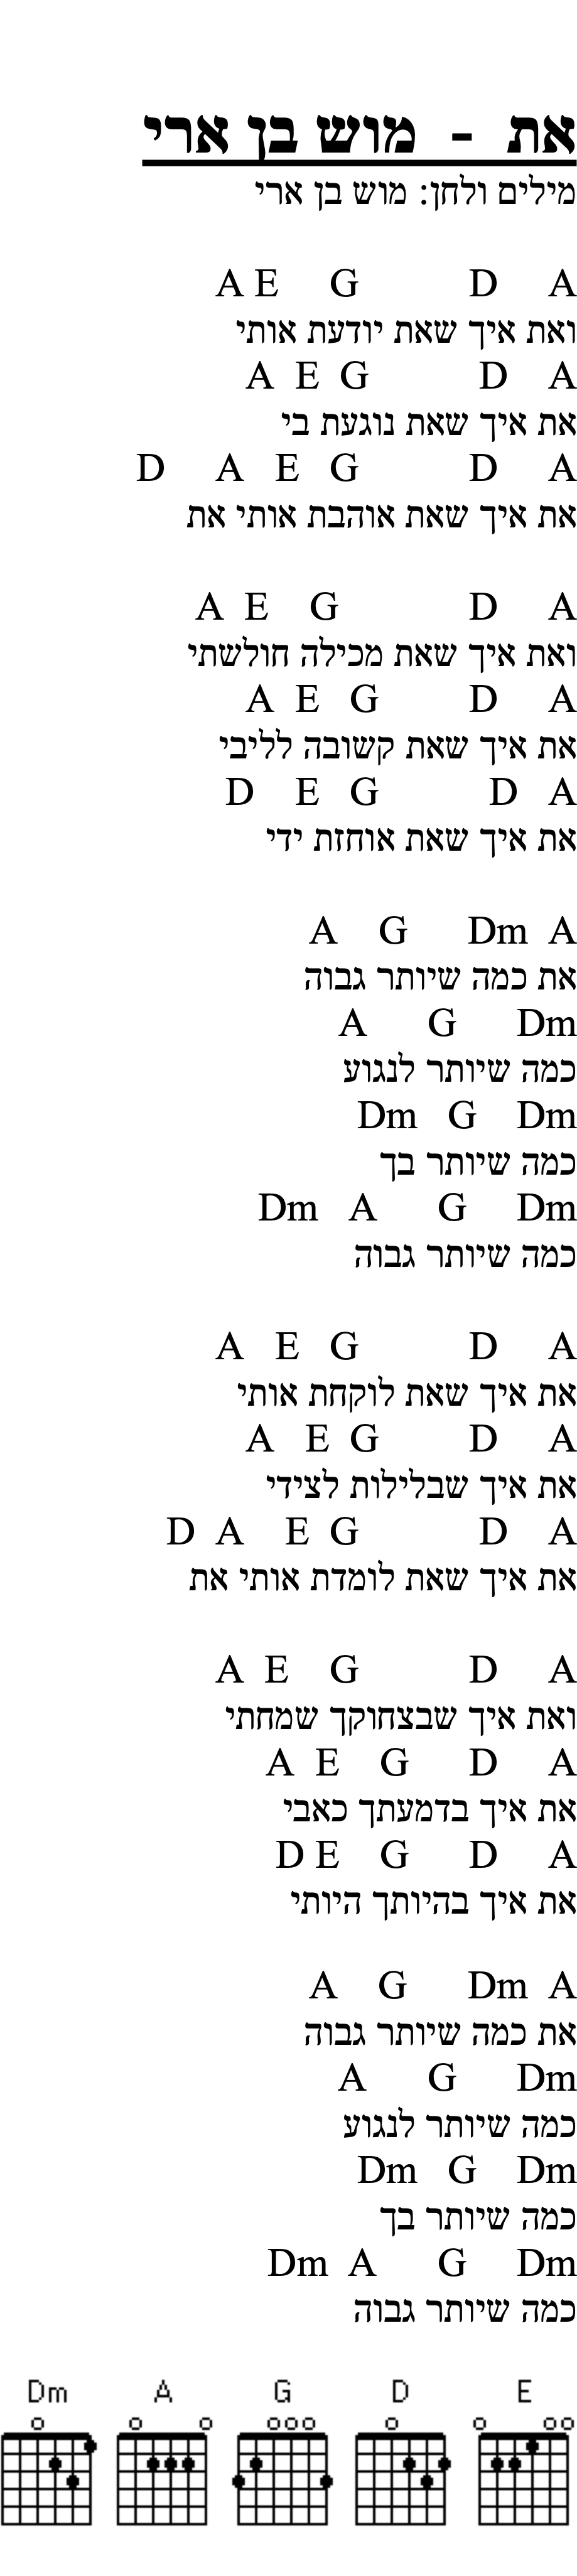 את - מוש בן ארי
מילים ולחן: מוש בן ארי
A E G D A
ואת איך שאת יודעת אותי
A E G D A
את איך שאת נוגעת בי
D A E G D A
את איך שאת אוהבת אותי את
A E G D A
ואת איך שאת מכילה חולשתי
A E G D A
את איך שאת קשובה לליבי
D E G D A
את איך שאת אוחזת ידי
A G Dm A
את כמה שיותר גבוה
A G Dm
כמה שיותר לנגוע
Dm G Dm
כמה שיותר בך
Dm A G Dm
כמה שיותר גבוה
A E G D A
את איך שאת לוקחת אותי
A E G D A
את איך שבלילות לצידי
D A E G D A
את איך שאת לומדת אותי את
A E G D A
ואת איך שבצחוקך שמחתי
A E G D A
את איך בדמעתך כאבי
D E G D A
את איך בהיותך היותי
A G Dm A
את כמה שיותר גבוה
A G Dm
כמה שיותר לנגוע
Dm G Dm
כמה שיותר בך
Dm A G Dm
כמה שיותר גבוה
Dm A G D E